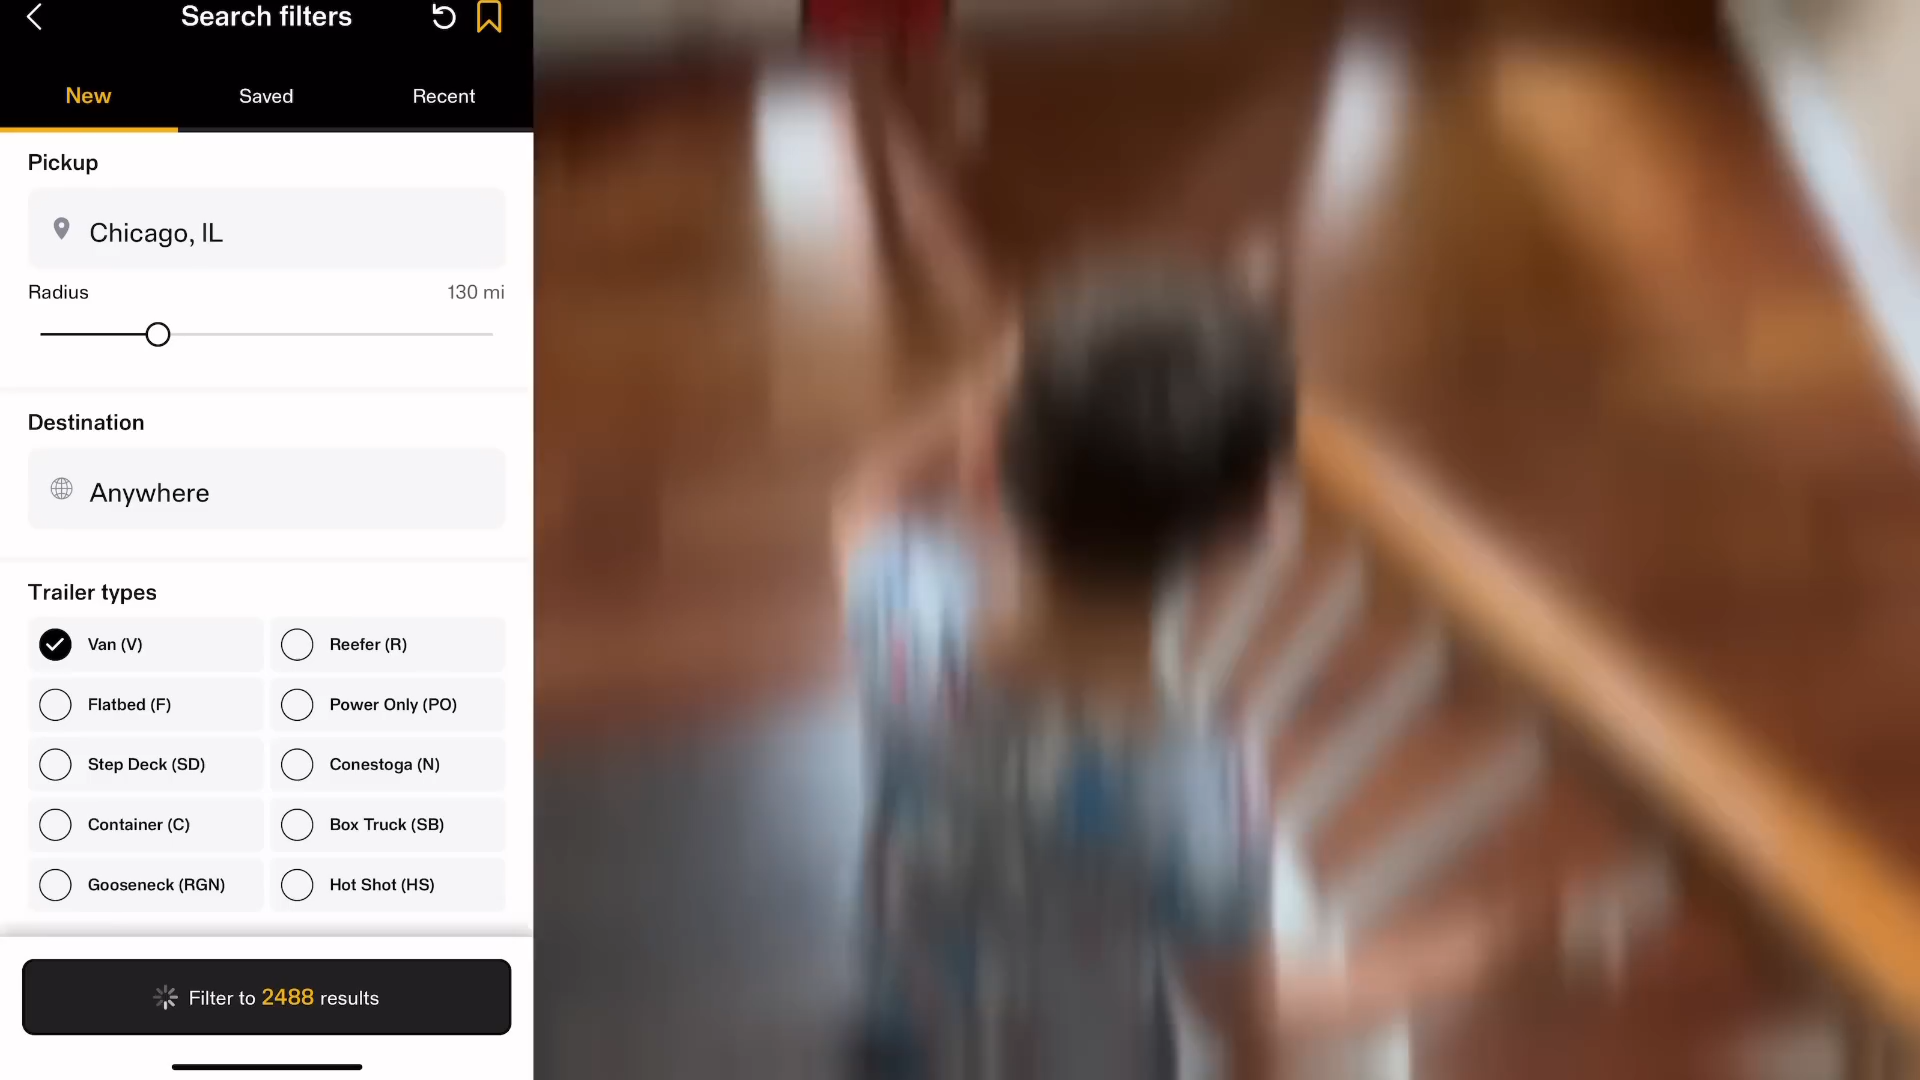 Search filters
New Saved Recent
Pickup
Chicago, IL
Radius 130 mi
Destination
Anywhere
Trailer types
Van (V) Reefer (R)
Flatbed (F) Power Only (PO)
Step Deck (SD) Conestoga (N)
Container (C) Box Truck (SB)
Gooseneck (RGN) Hot Shot (HS)
Filter to 2488 results